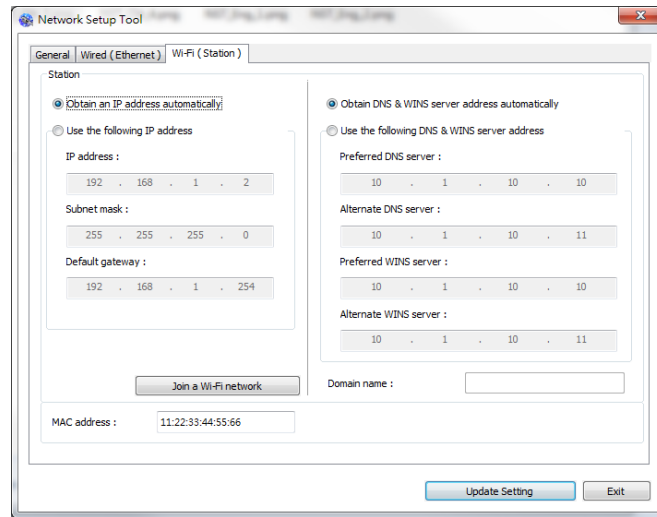 Network Setup Tool
General
Wired ( Ethernet )
Wi-Fi ( Station )
Station
Obtain an IP address automatically
Use the following IP address
IP address :
192 . 168 . 1 . 2
Subnet mask :
255 . 255 . 255 . 0
Default gateway :
192 . 168 . 1 . 254
Join a Wi-Fi network
Obtain DNS & WINS server address automatically
Use the following DNS & WINS server address
Preferred DNS server :
10 . 1 . 10 . 10
Alternate DNS server :
10 . 1 . 10 . 11
Preferred WINS server :
10 . 1 . 10 . 10
Alternate WINS server :
10 . 1 . 10 . 11
Domain name :
MAC address :
11:22:33:44:55:66
Update Setting
Exit